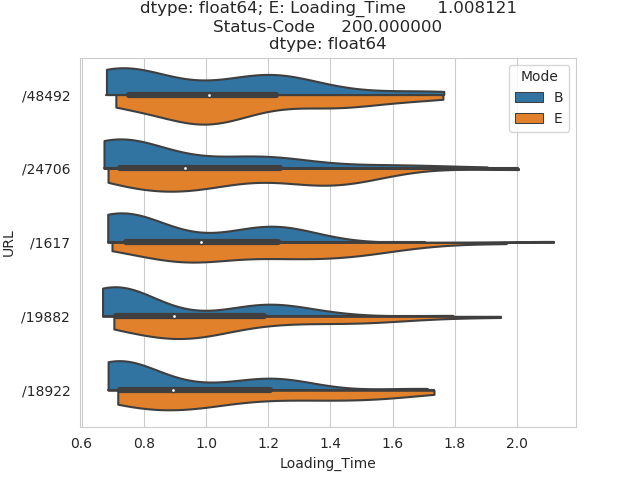 dtype: float64; E: Loading_Time 1.008121
Status-Code 200.000000
dtype: float64
Mode
B
E
/48492
/24706
/1617
/19882
/18922
URL
0.6 0.8 1.0 1.2 1.4 1.6 1.8 2.0
Loading_Time